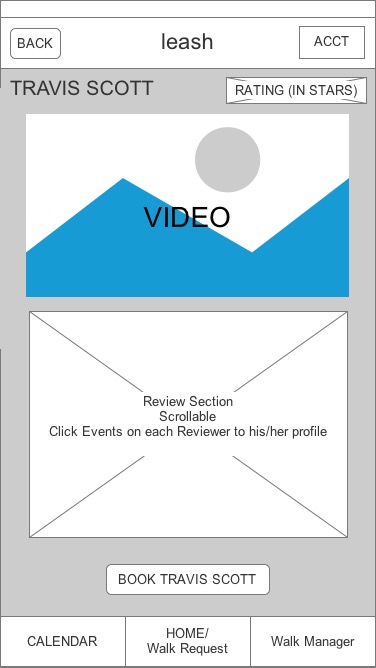 BACK
leash
ACCT
TRAVIS SCOTT
RATING (IN STARS)
VIDEO
Review Section
Scrollable
Click Events on each Reviewer to his/her profile
BOOK TRAVIS SCOTT
CALENDAR
HOME/
Walk Request
Walk Manager